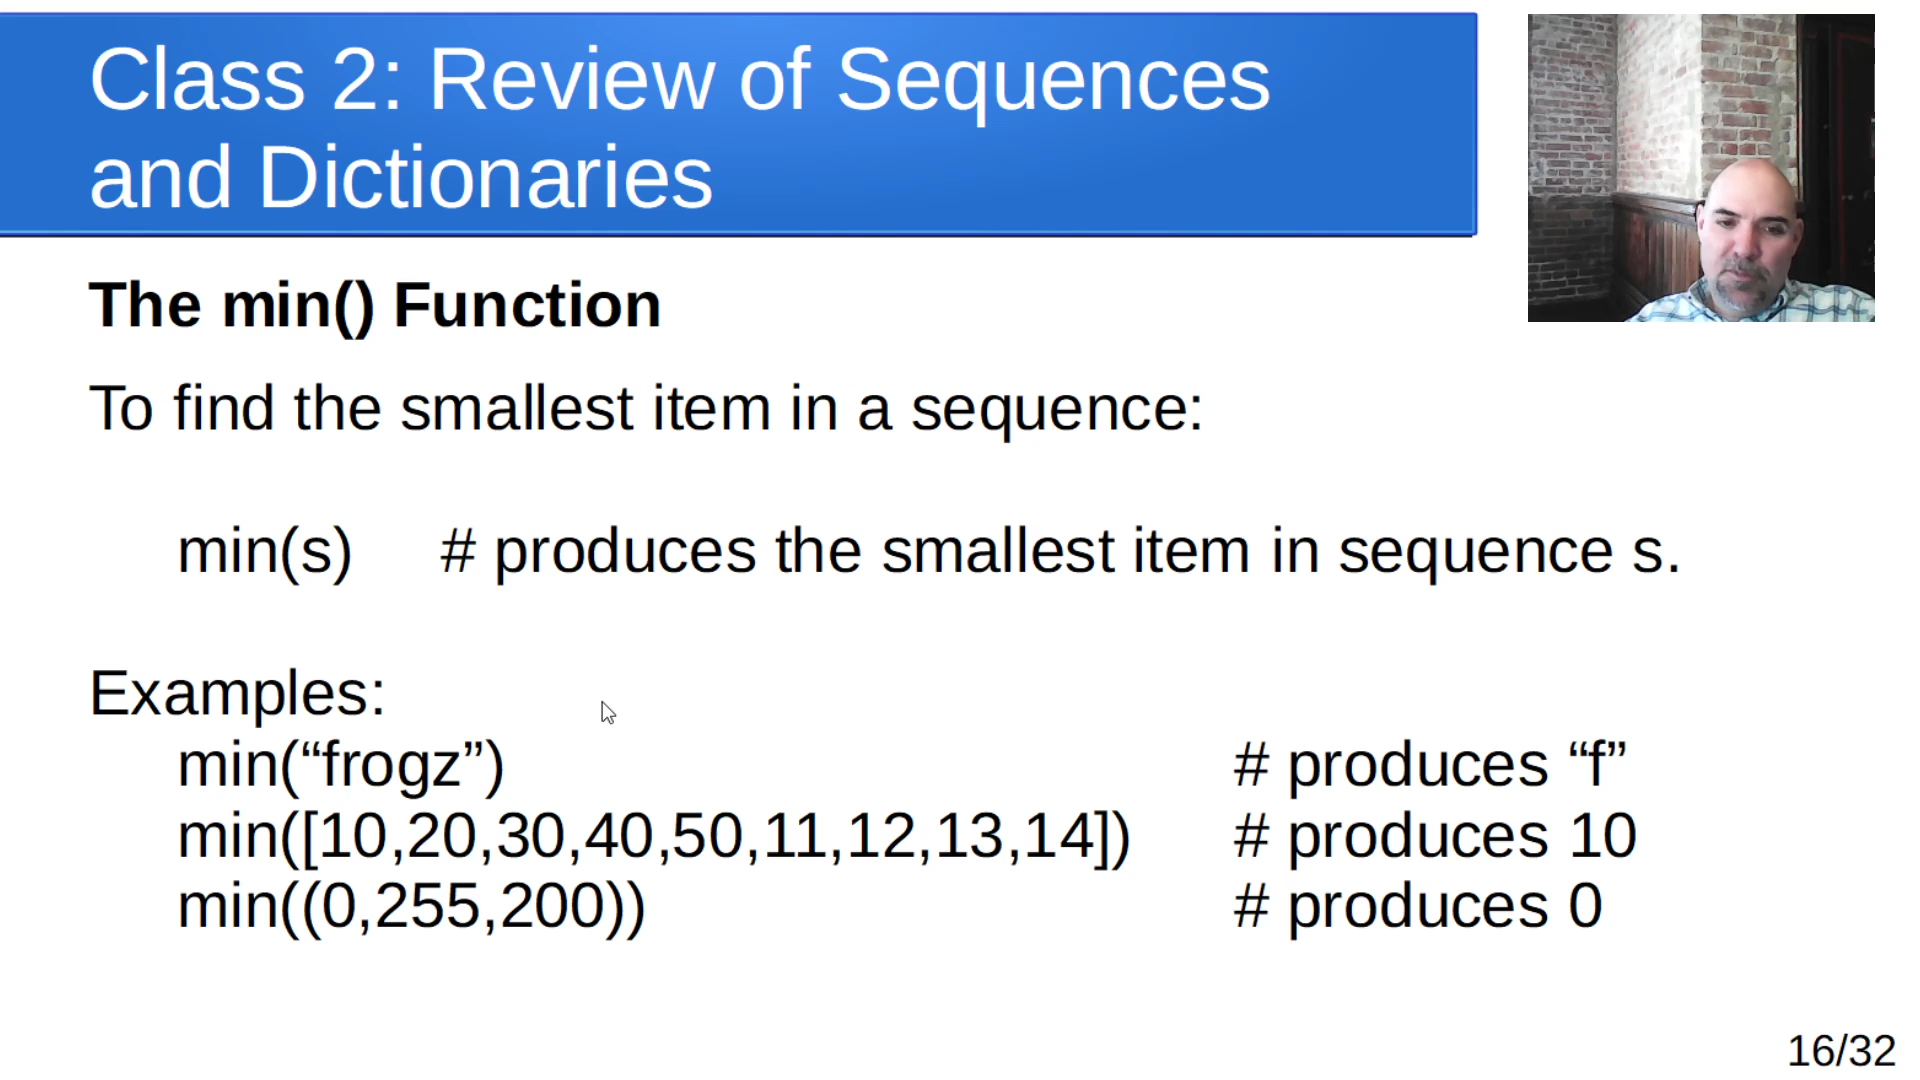 Class 2: Review of Sequences
and Dictionaries
The min() Function
To find the smallest item in a sequence:
min(s) # produces the smallest item in sequence s.
Examples:
min(“frogz”) # produces “f”
min([10,20,30,40,50,11,12,13,14]) # produces 10
min((0,255,200)) # produces 0
16/32